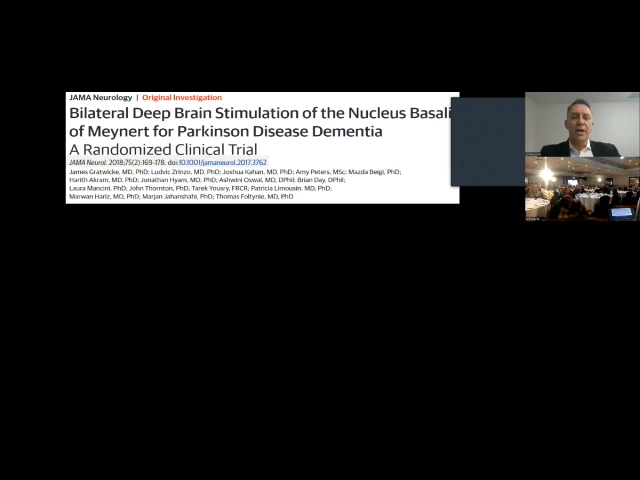 JAMA Neurology | Original Investigation
Bilateral Deep Brain Stimulation of the Nucleus Basali
of Meynert for Parkinson Disease Dementia
A Randomized Clinical Trial
JAMA Neurol. 2018;75(2):169-178. doi:10.1001/jamaneurol.2017.3762
James Gratwicke, MD, PhD; Ludvic Zrinzo, MD, PhD; Joshua Kahan, MD, PhD; Amy Peters, MSc; Mazda Beigi, PhD;
Harith Akram, MD, PhD; Jonathan Hyam, MD, PhD; Ashwini Oswal, MD, DPhil; Brian Day, DPhil;
Laura Mancini, PhD; John Thornton, PhD; Tarek Yousry, FRCR; Patricia Limousin, MD, PhD;
Marwan Hariz, MD, PhD; Marjan Jahanshahi, PhD; Thomas Foltynie, MD, PhD